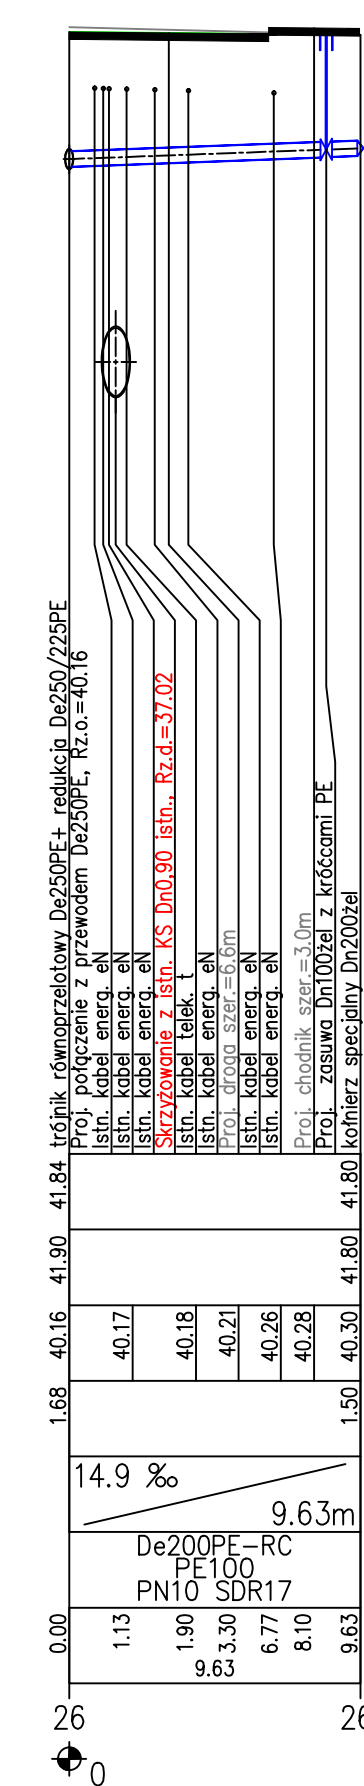 trójnik równoprzelotowy De250PE+ redukcja De250/225PE
Proj. połączenie z przewodem De250PE, Rz.o.=40.16
Istn. kabel energ. eN
Istn. kabel energ. eN
Istn. kabel energ. eN
Skrzyżowanie z istn. KS Dn0,90 istn., Rz.d.=37.02
Istn. kabel telek. t
Istn. kabel energ. eN
Proj. droga szer.=6.6m
Istn. kabel energ. eN
Istn. kabel energ. eN
Proj. chodnik szer.=3.0m
Proj. zasuwa Dn100żel z króćcami PE
kołnierz specjalny Dn200żel
41.84 41.80
41.90 41.80
40.16 40.17 40.18 40.21 40.26 40.28 40.30
1.68 1.50
14.9 ‰
9.63m
De200PE-RC
PE100
PN10 SDR17
0.00 1.13 1.90 3.30 6.77 8.10 9.63
9.63
26
0